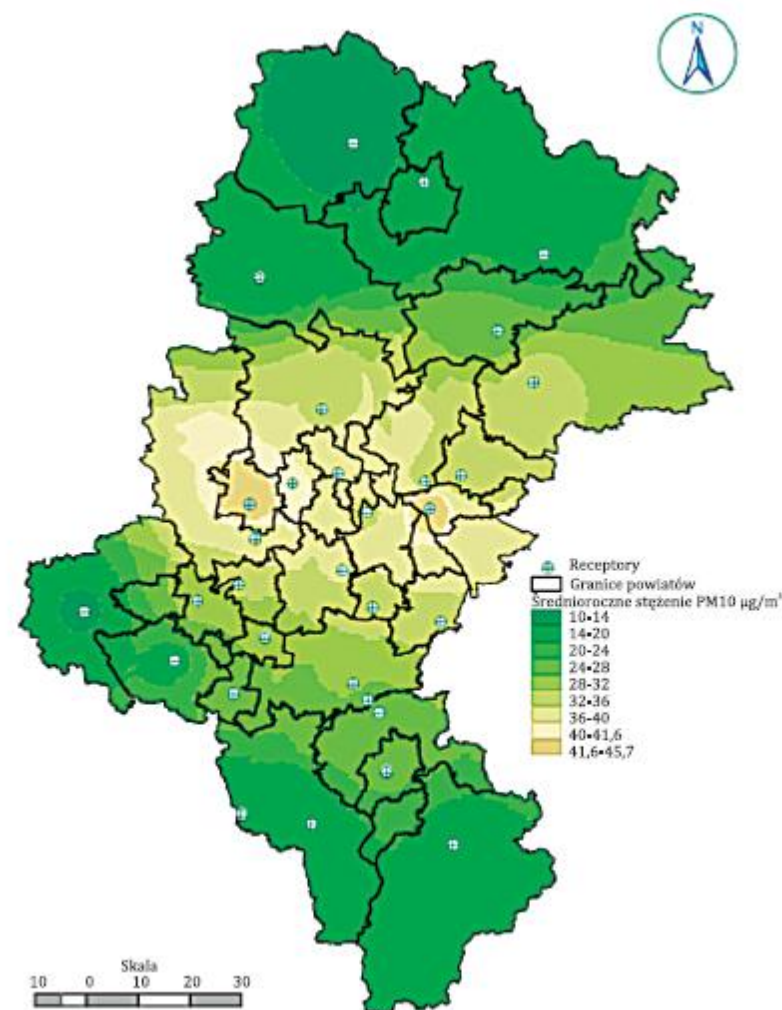 N
Receptory
Granice powiatów
Średnioroczne stężenie PM10 µg/m³
10-14
14-20
20-24
24-28
28-32
32-36
36-40
40-41,6
41,6-45,7
Skala
10 0 10 20 30